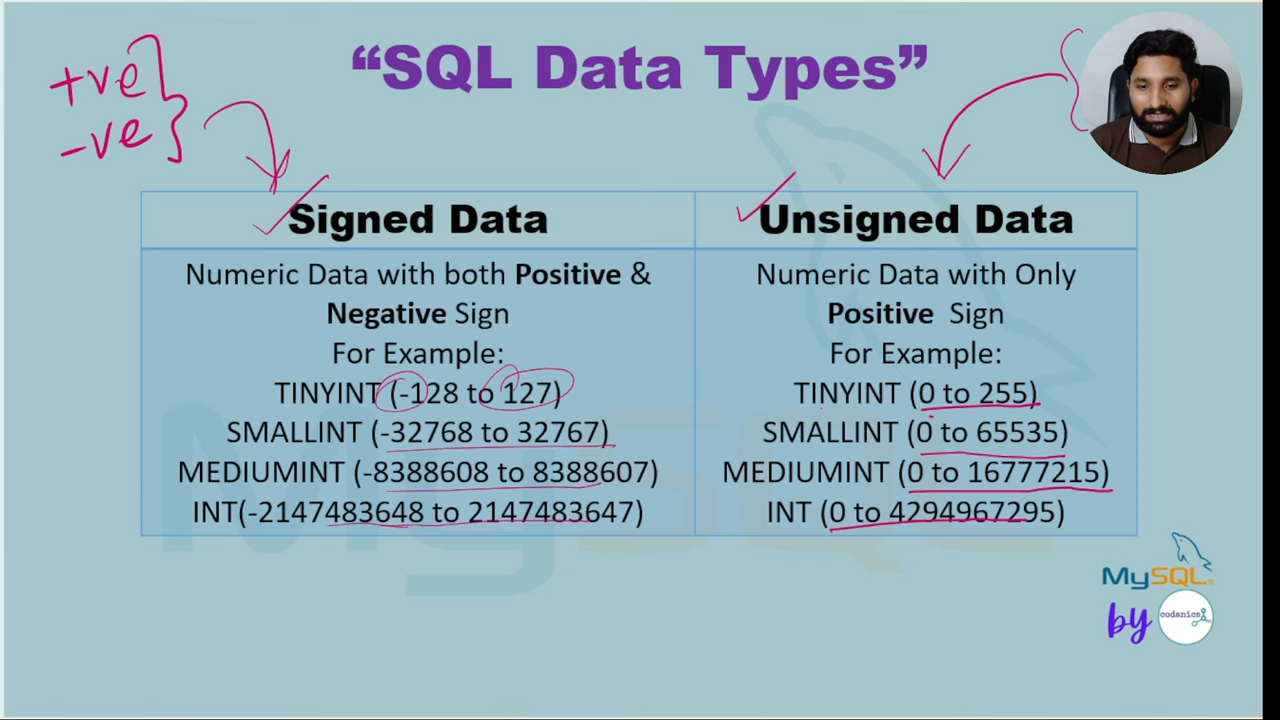 +ve
-ve
“SQL Data Types”
Signed Data
Unsigned Data
Numeric Data with both Positive &
Negative Sign
For Example:
TINYINT (-128 to 127)
SMALLINT (-32768 to 32767)
MEDIUMINT (-8388608 to 8388607)
INT(-2147483648 to 2147483647)
Numeric Data with Only
Positive Sign
For Example:
TINYINT (0 to 255)
SMALLINT (0 to 65535)
MEDIUMINT (0 to 16777215)
INT (0 to 4294967295)
MySQL
MySQL
by
codanics